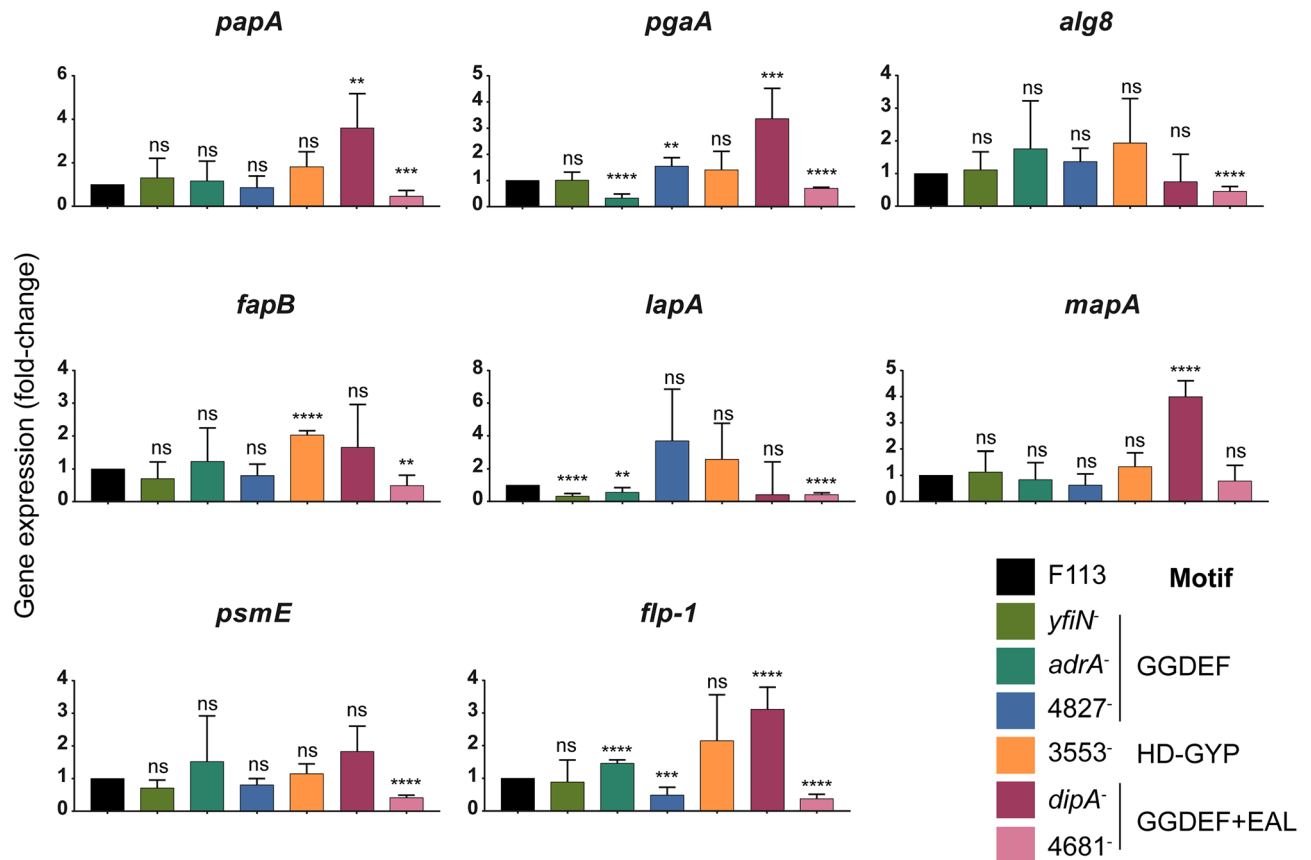 papA
pgaA
alg8
6
4
2
0
ns
ns
ns
ns
**
***
5
4
3
2
1
0
ns
****
**
ns
***
****
4
3
2
1
0
ns
ns
ns
ns
ns
****
Gene expression (fold-change)
fapB
lapA
mapA
4
3
2
1
0
ns
ns
ns
****
ns
**
8
6
4
2
0
****
**
ns
ns
ns
****
5
4
3
2
1
0
ns
ns
ns
ns
****
ns
psmE
flp-1
4
3
2
1
0
ns
ns
ns
ns
ns
****
4
3
2
1
0
ns
****
***
ns
****
****
F113 Motif
yfiN-
adrA- GGDEF
4827-
3553- HD-GYP
dipA-
GGDEF+EAL
4681-